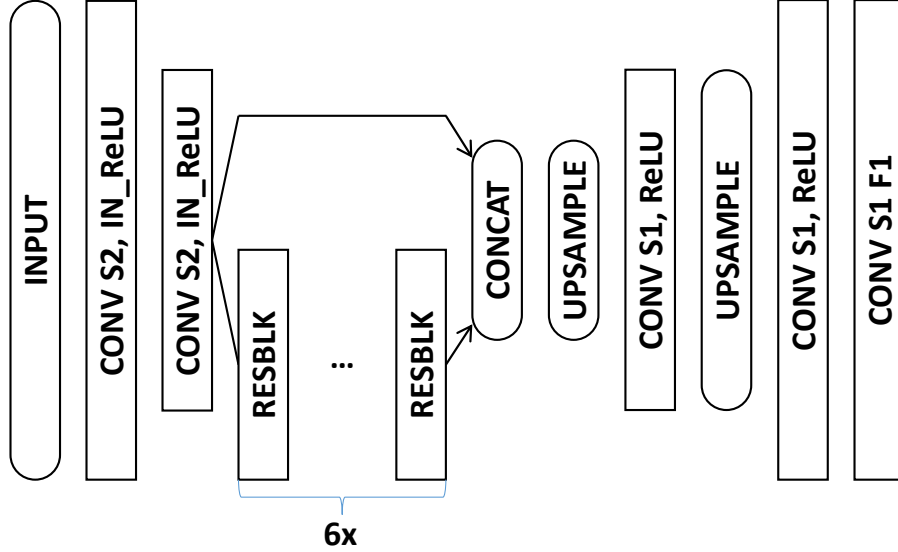 INPUT
CONV S2, IN_ReLU
CONV S2, IN_ReLU
RESBLK
...
RESBLK
6x
CONCAT
UPSAMPLE
CONV S1, ReLU
UPSAMPLE
CONV S1, ReLU
CONV S1 F1